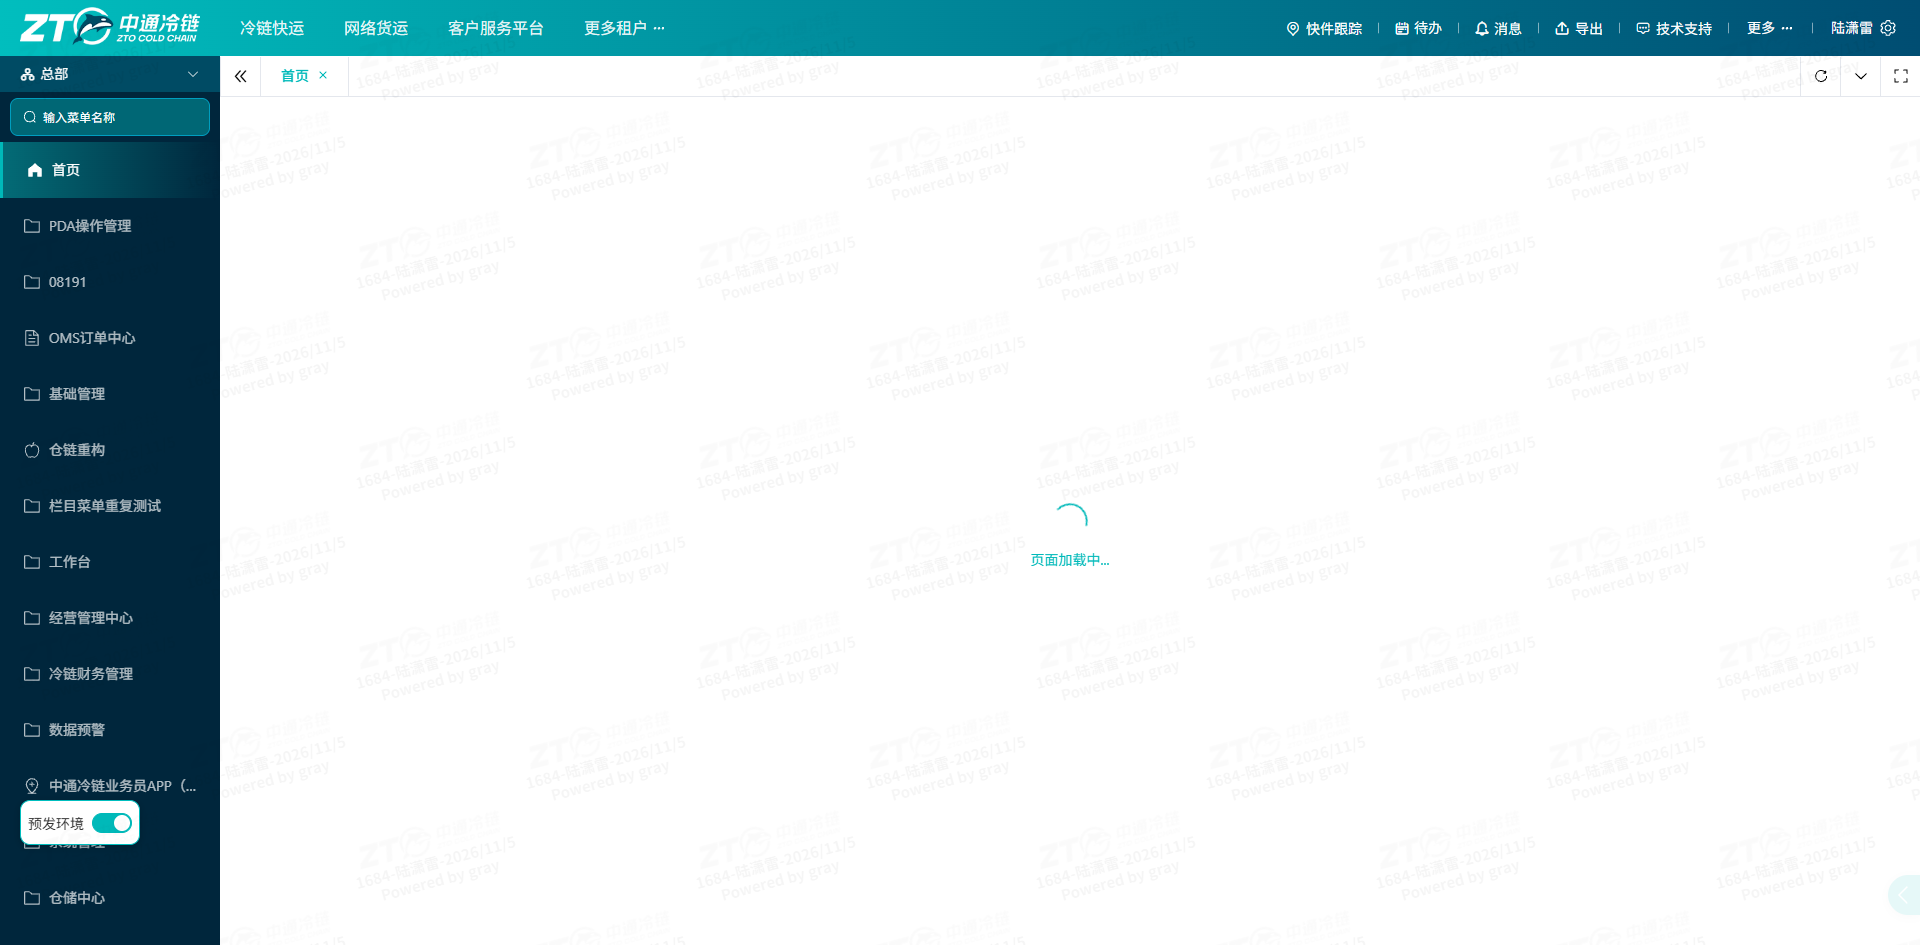 ZTO 中通冷链
ZTO COLD CHAIN
冷链快运
网络货运
客户服务平台
更多租户 ···
快件跟踪
待办
消息
导出
技术支持
更多 ···
陆潇雷
总部
输入菜单名称
首页
PDA操作管理
08191
OMS订单中心
基础管理
仓链重构
栏目菜单重复测试
工作台
经营管理中心
冷链财务管理
数据预警
中通冷链业务员APP（...
预发环境
仓储中心
首页
页面加载中...
ZTO 中通冷链
1684-陆潇雷-2026/11/5
Powered by gray